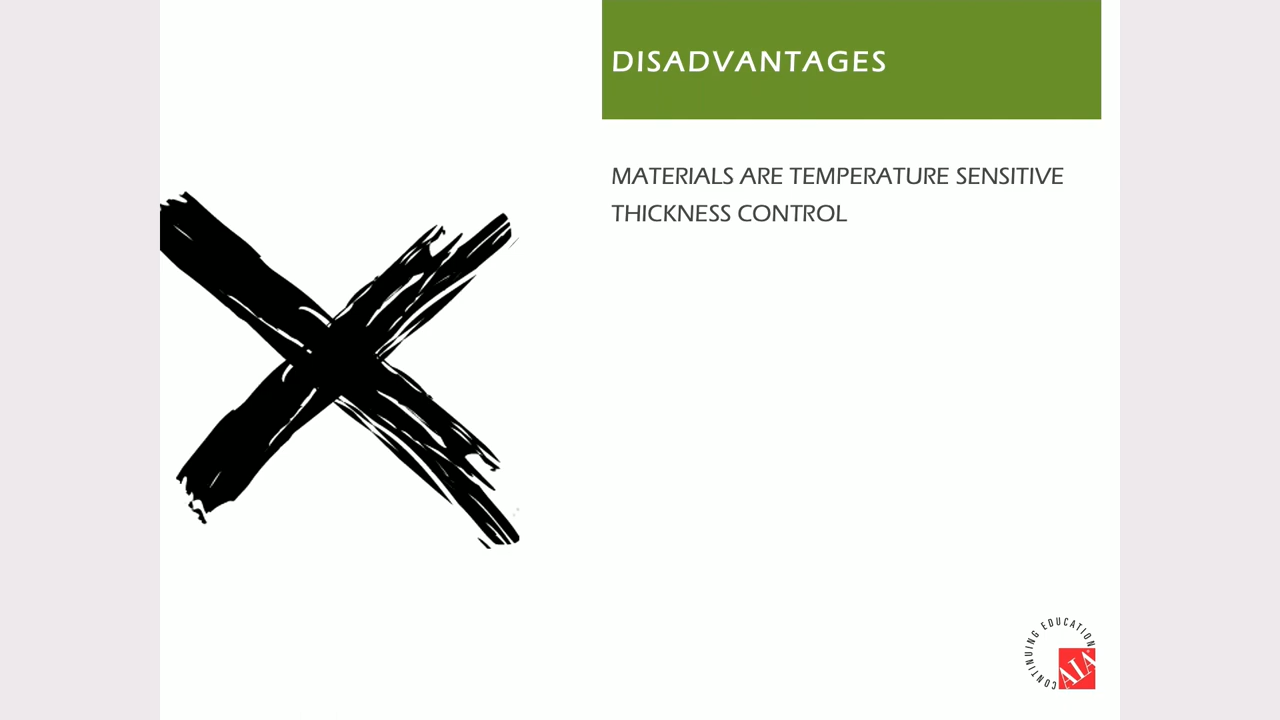 DISADVANTAGES
MATERIALS ARE TEMPERATURE SENSITIVE
THICKNESS CONTROL
CONTINUING EDUCATION
AIA